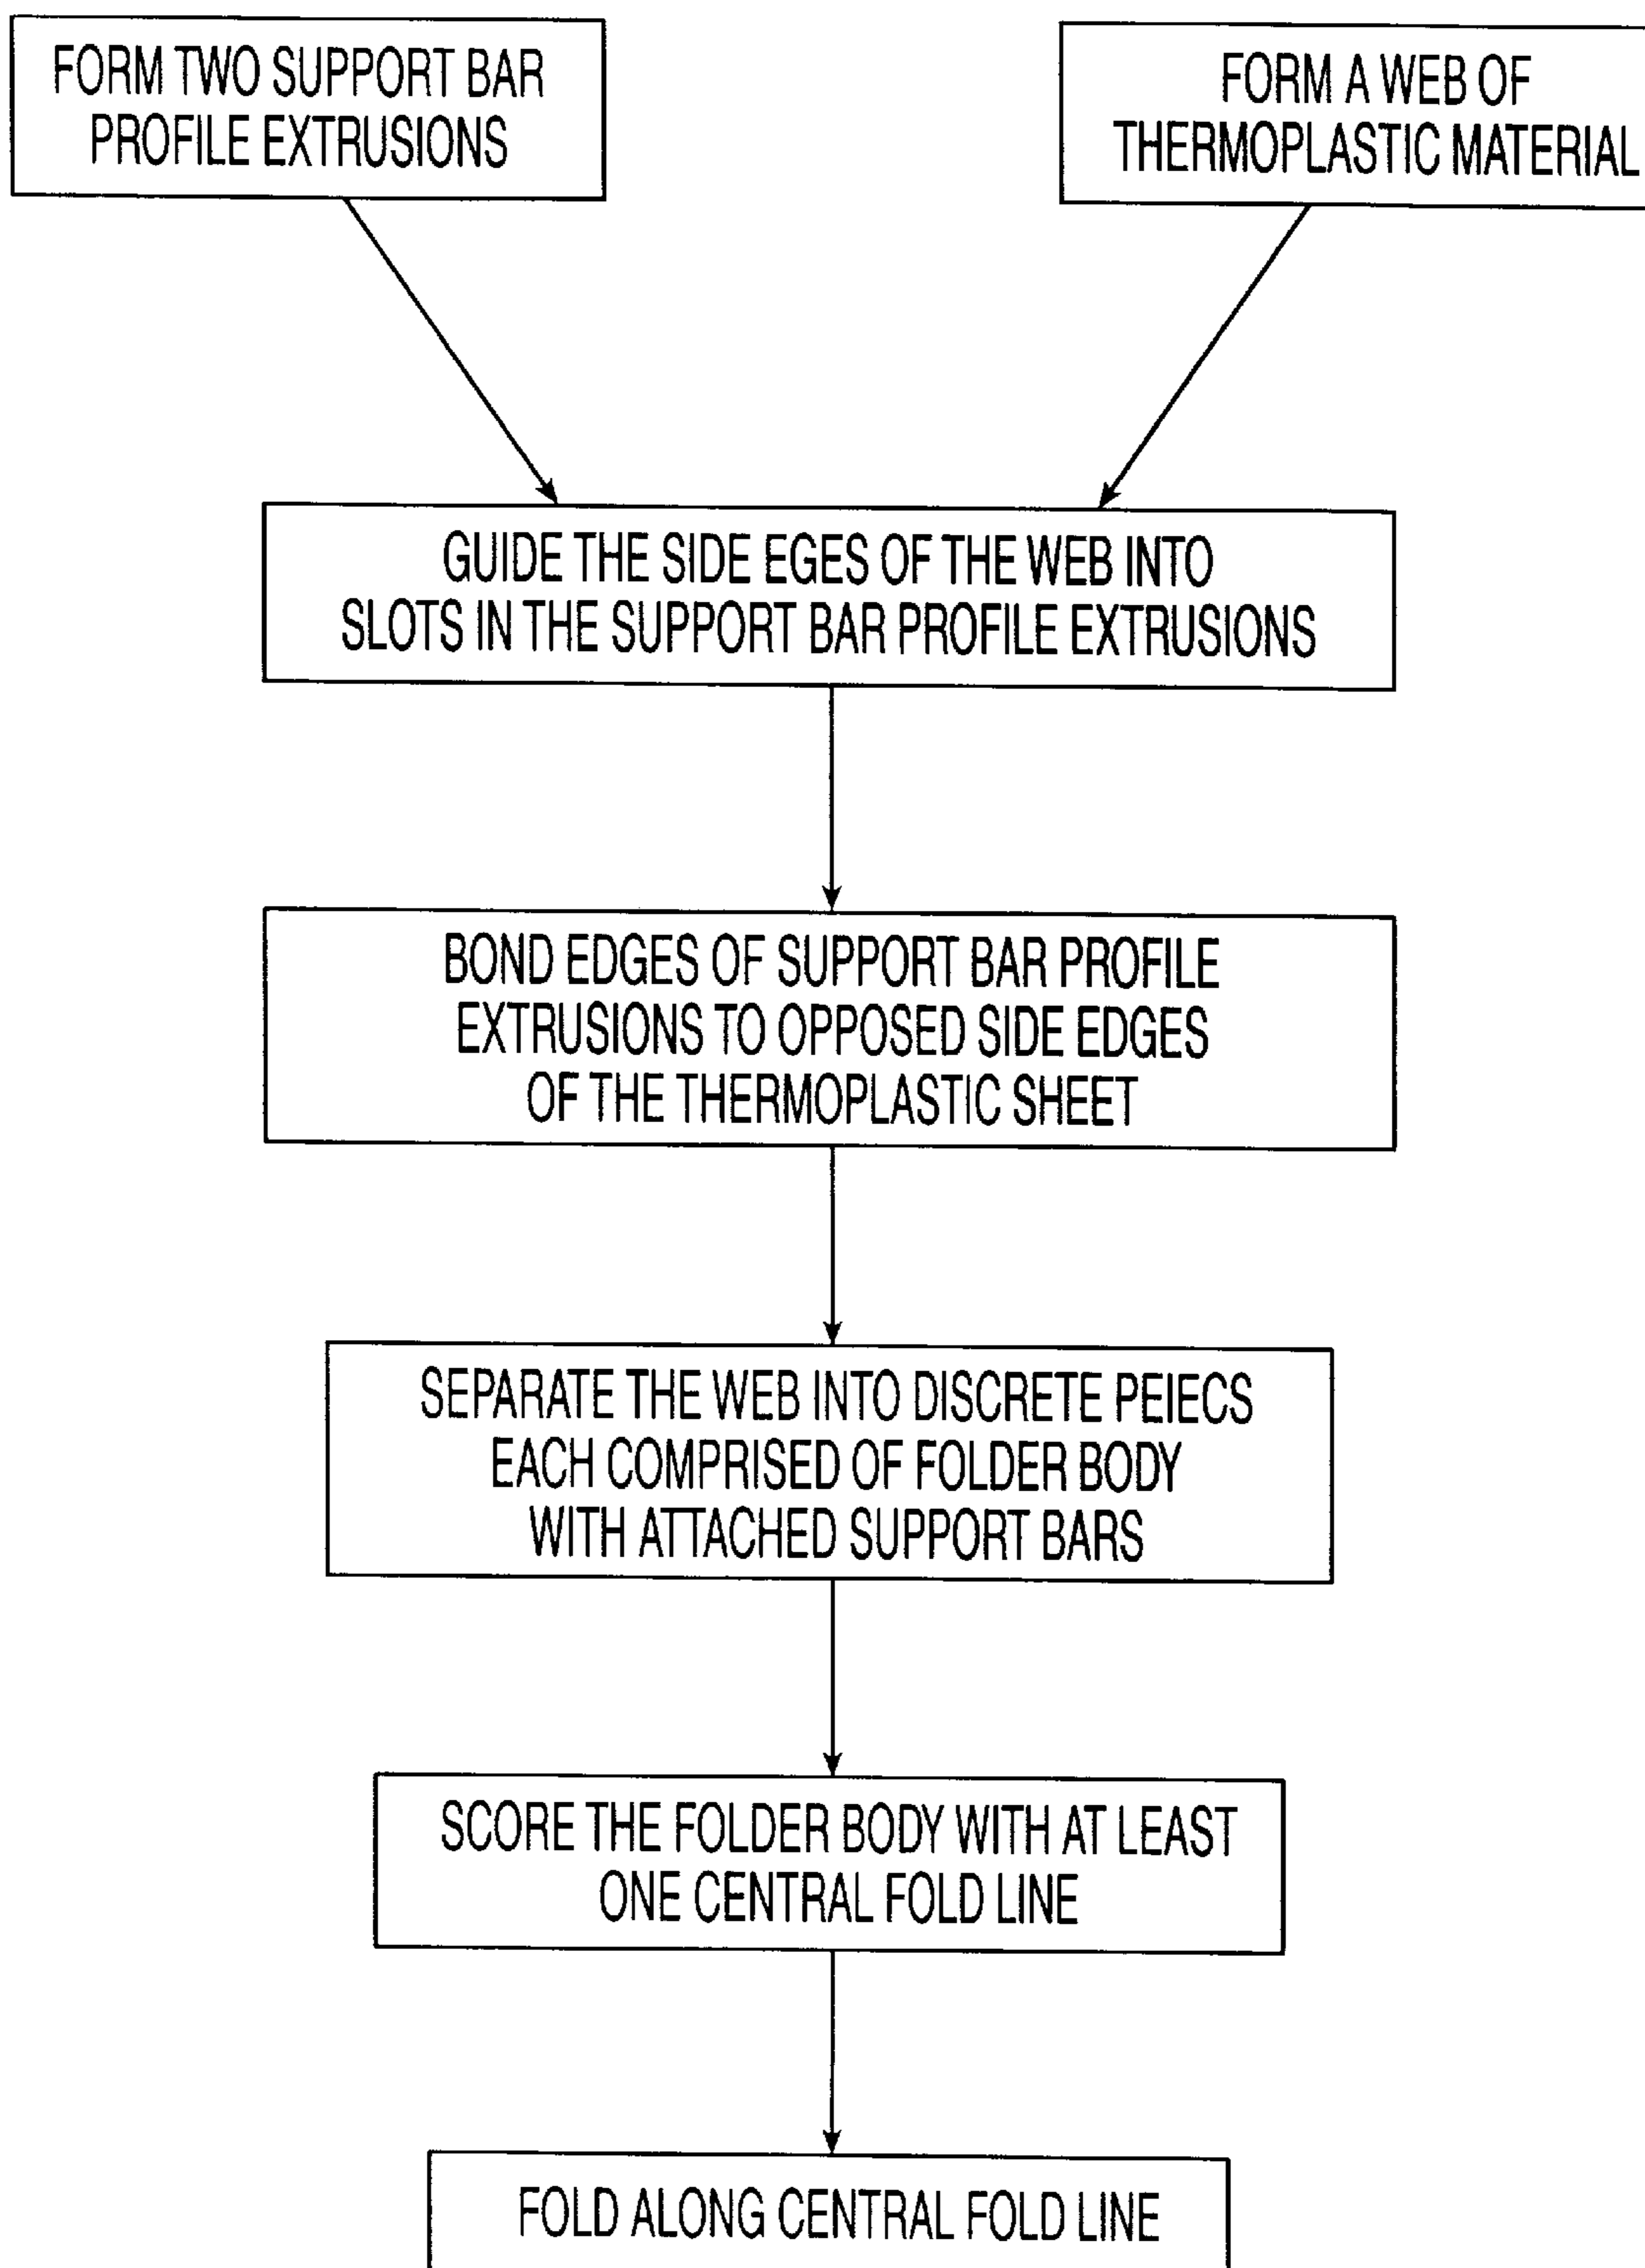 FORM TWO SUPPORT BAR
PROFILE EXTRUSIONS
FORM A WEB OF
THERMOPLASTIC MATERIAL
GUIDE THE SIDE EGES OF THE WEB INTO
SLOTS IN THE SUPPORT BAR PROFILE EXTRUSIONS
BOND EDGES OF SUPPORT BAR PROFILE
EXTRUSIONS TO OPPOSED SIDE EDGES
OF THE THERMOPLASTIC SHEET
SEPARATE THE WEB INTO DISCRETE PEIECS
EACH COMPRISED OF FOLDER BODY
WITH ATTACHED SUPPORT BARS
SCORE THE FOLDER BODY WITH AT LEAST
ONE CENTRAL FOLD LINE
FOLD ALONG CENTRAL FOLD LINE